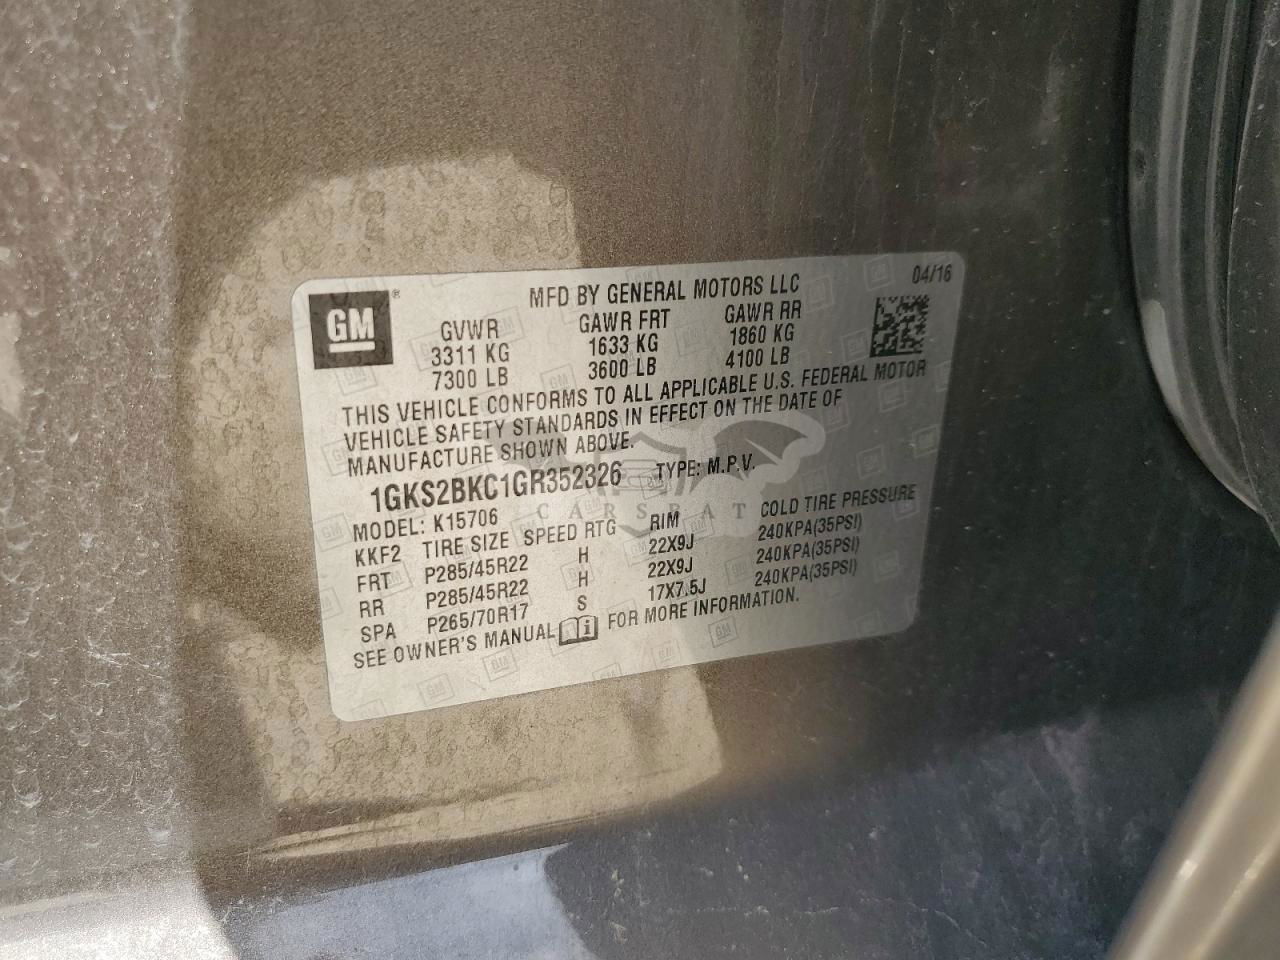 04/16
GM ®
MFD BY GENERAL MOTORS LLC
GVWR GAWR FRT GAWR RR
3311 KG 1633 KG 1860 KG
7300 LB 3600 LB 4100 LB
THIS VEHICLE CONFORMS TO ALL APPLICABLE U.S. FEDERAL MOTOR
VEHICLE SAFETY STANDARDS IN EFFECT ON THE DATE OF
MANUFACTURE SHOWN ABOVE.
1GKS2BKC1GR352326 TYPE: M.P.V.
CARSBAT
MODEL: K15706
KKF2 TIRE SIZE SPEED RTG RIM COLD TIRE PRESSURE
FRT P285/45R22 H 22X9J 240KPA(35PSI)
RR P285/45R22 H 22X9J 240KPA(35PSI)
SPA P265/70R17 S 17X7.5J 240KPA(35PSI)
SEE OWNER'S MANUAL FOR MORE INFORMATION.